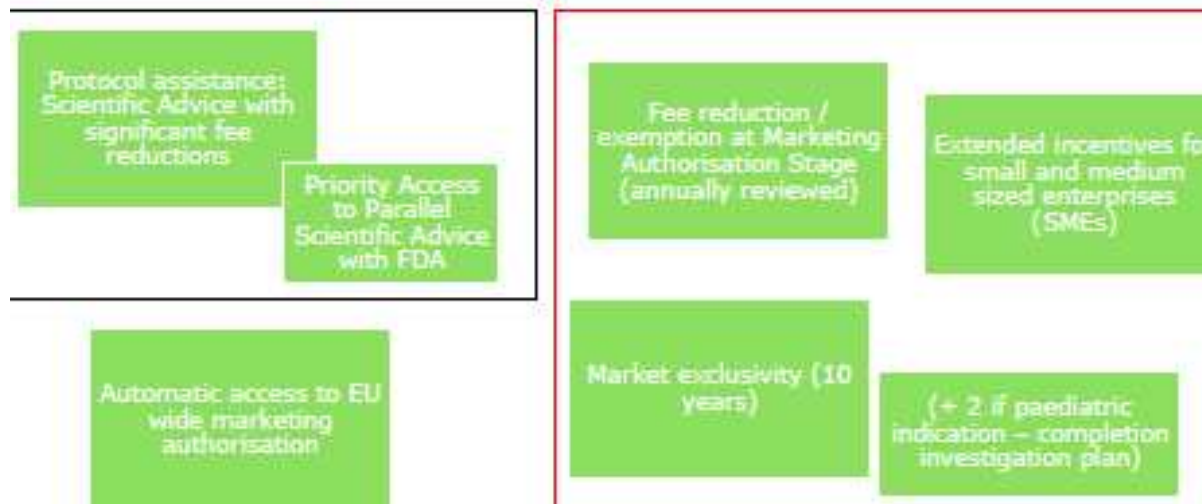 Protocol assistance:
Scientific Advice with
significant fee
reductions
Priority Access
to Parallel
Scientific Advice
with FDA
Automatic access to EU
wide marketing
authorisation
Fee reduction /
exemption at Marketing
Authorisation Stage
(annually reviewed)
Extended incentives fo
small and medium
sized enterprises
(SMEs)
Market exclusivity (10
years)
(+ 2 if paediatric
indication – completion
investigation plan)